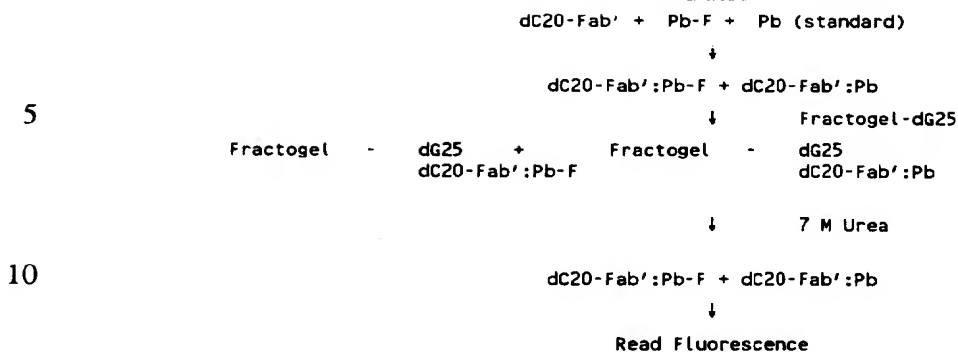 dC20-Fab' + Pb-F + Pb (standard)
↓
dC20-Fab':Pb-F + dC20-Fab':Pb
5 ↓ Fractogel-dG25
Fractogel - dG25 + Fractogel - dG25
dC20-Fab':Pb-F dC20-Fab':Pb
↓ 7 M Urea
10 dC20-Fab':Pb-F + dC20-Fab':Pb
↓
Read Fluorescence